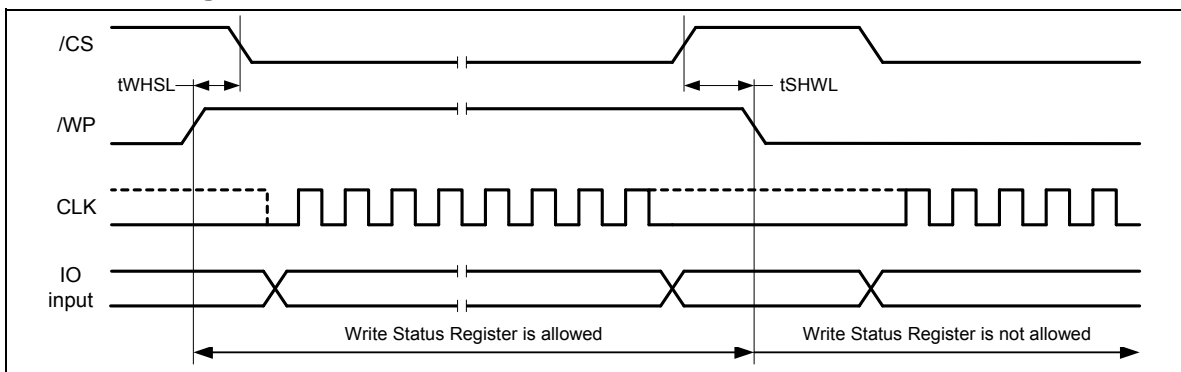 /CS
tWHSL
tSHWL
/WP
CLK
IO
input
Write Status Register is allowed
Write Status Register is not allowed